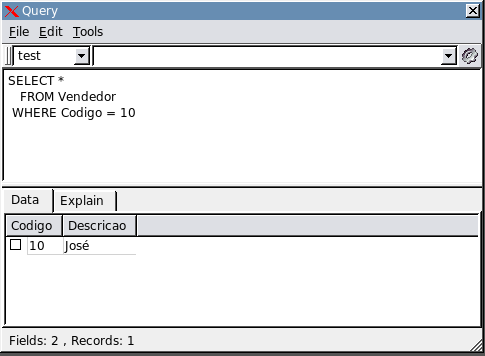 Query
File Edit Tools
test
SELECT *
FROM Vendedor
WHERE Codigo = 10
Data Explain
Codigo Descricao
10 José
Fields: 2 , Records: 1